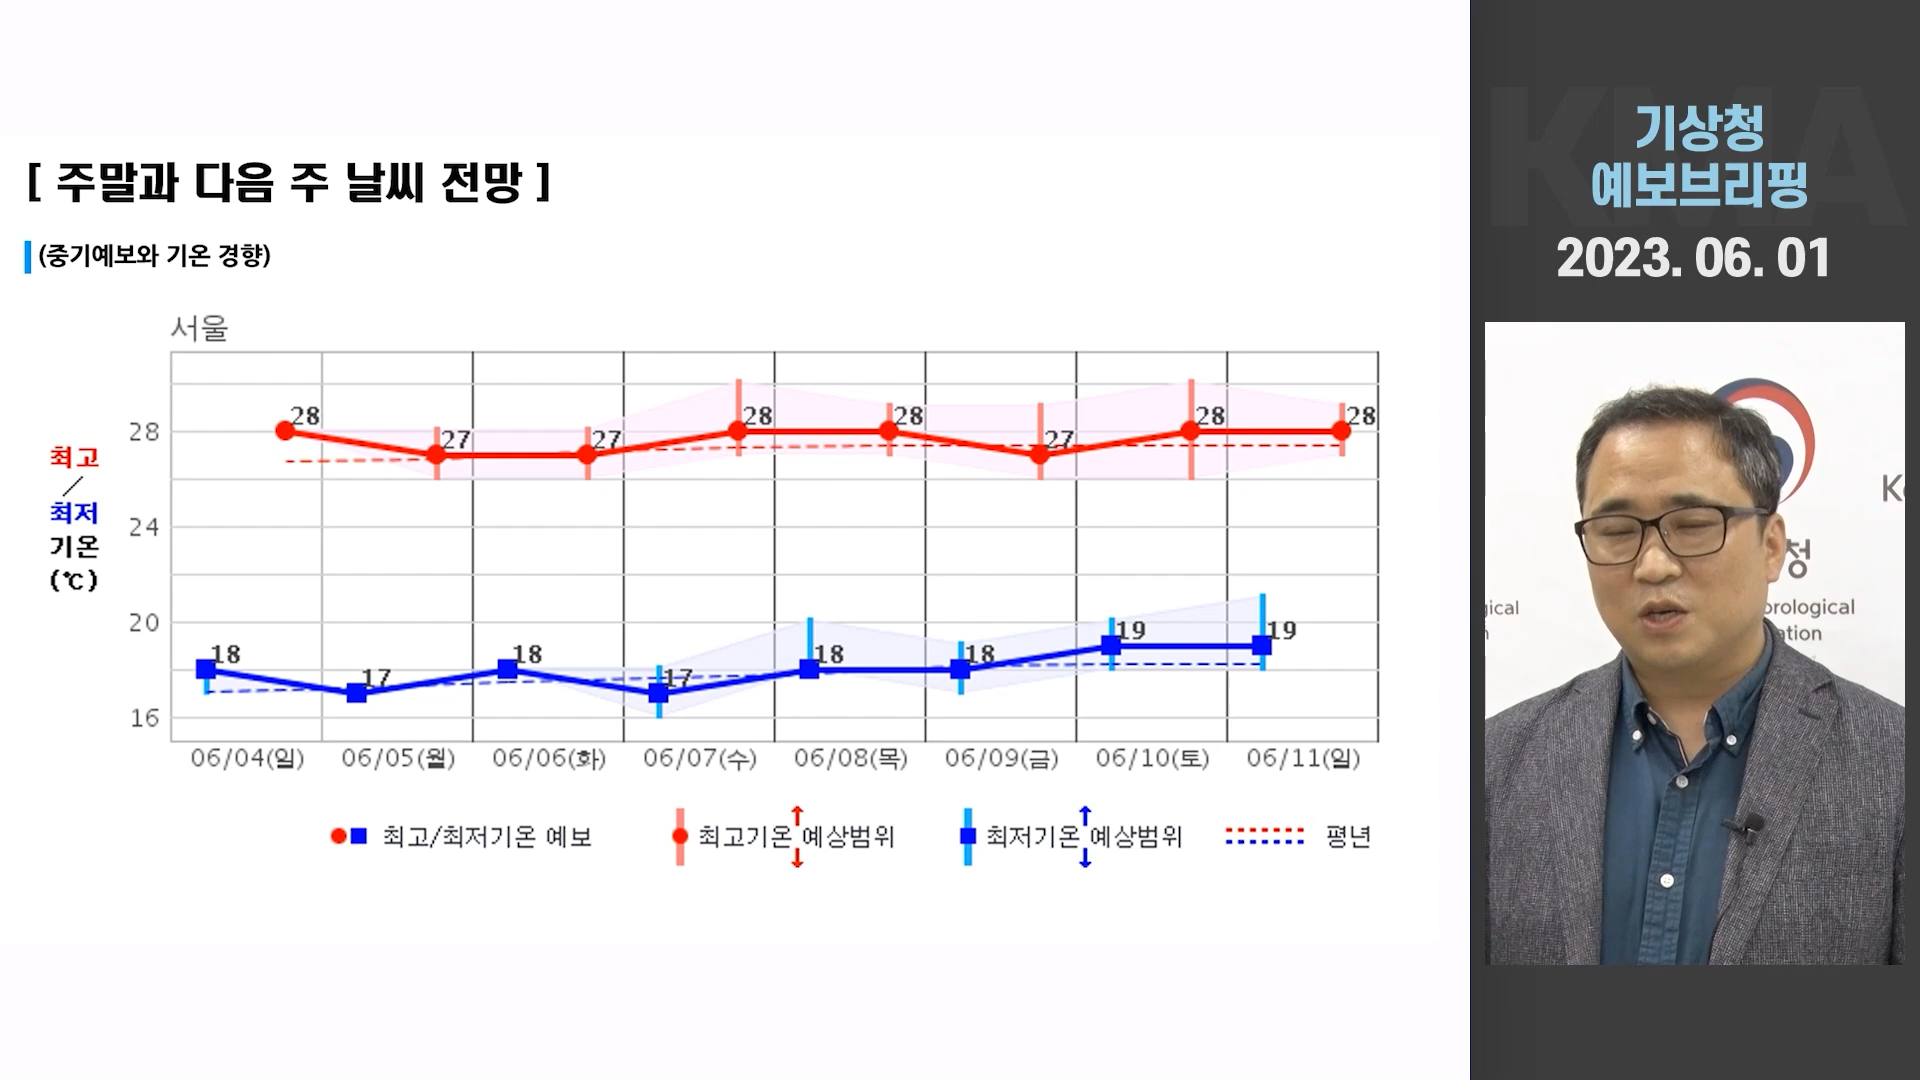 [ 주말과 다음 주 날씨 전망 ]
(중기예보와 기온 경향)
서울
최고
/
최저
기온
(℃)
28
24
20
16
28 27 27 28 28 27 28 28
18 17 18 17 18 18 19 19
06/04(일) 06/05(월) 06/06(화) 06/07(수) 06/08(목) 06/09(금) 06/10(토) 06/11(일)
최고/최저기온 예보 최고기온 예상범위 최저기온 예상범위 평년
KMA
기상청
예보브리핑
2023. 06. 01
청